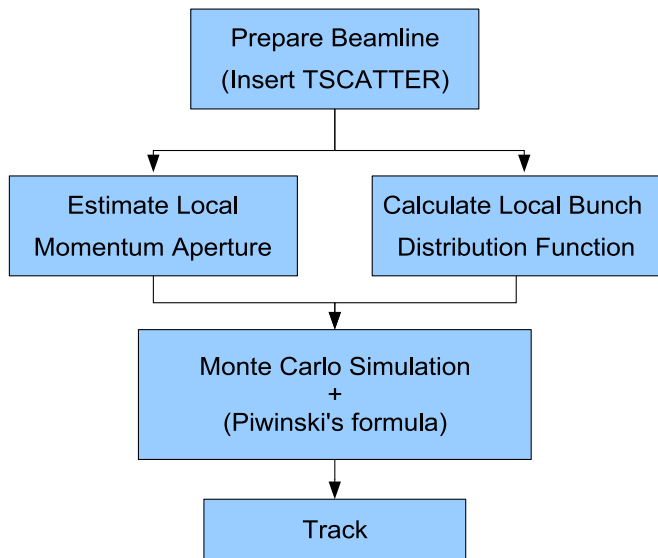 Prepare Beamline
(Insert TSCATTER)
Estimate Local
Momentum Aperture
Calculate Local Bunch
Distribution Function
Monte Carlo Simulation
+
(Piwinski's formula)
Track